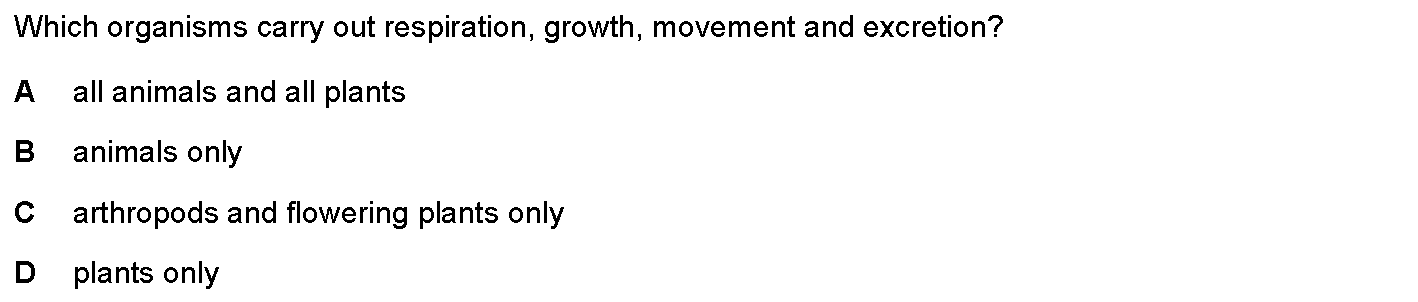 Which organisms carry out respiration, growth, movement and excretion?
A all animals and all plants
B animals only
C arthropods and flowering plants only
D plants only